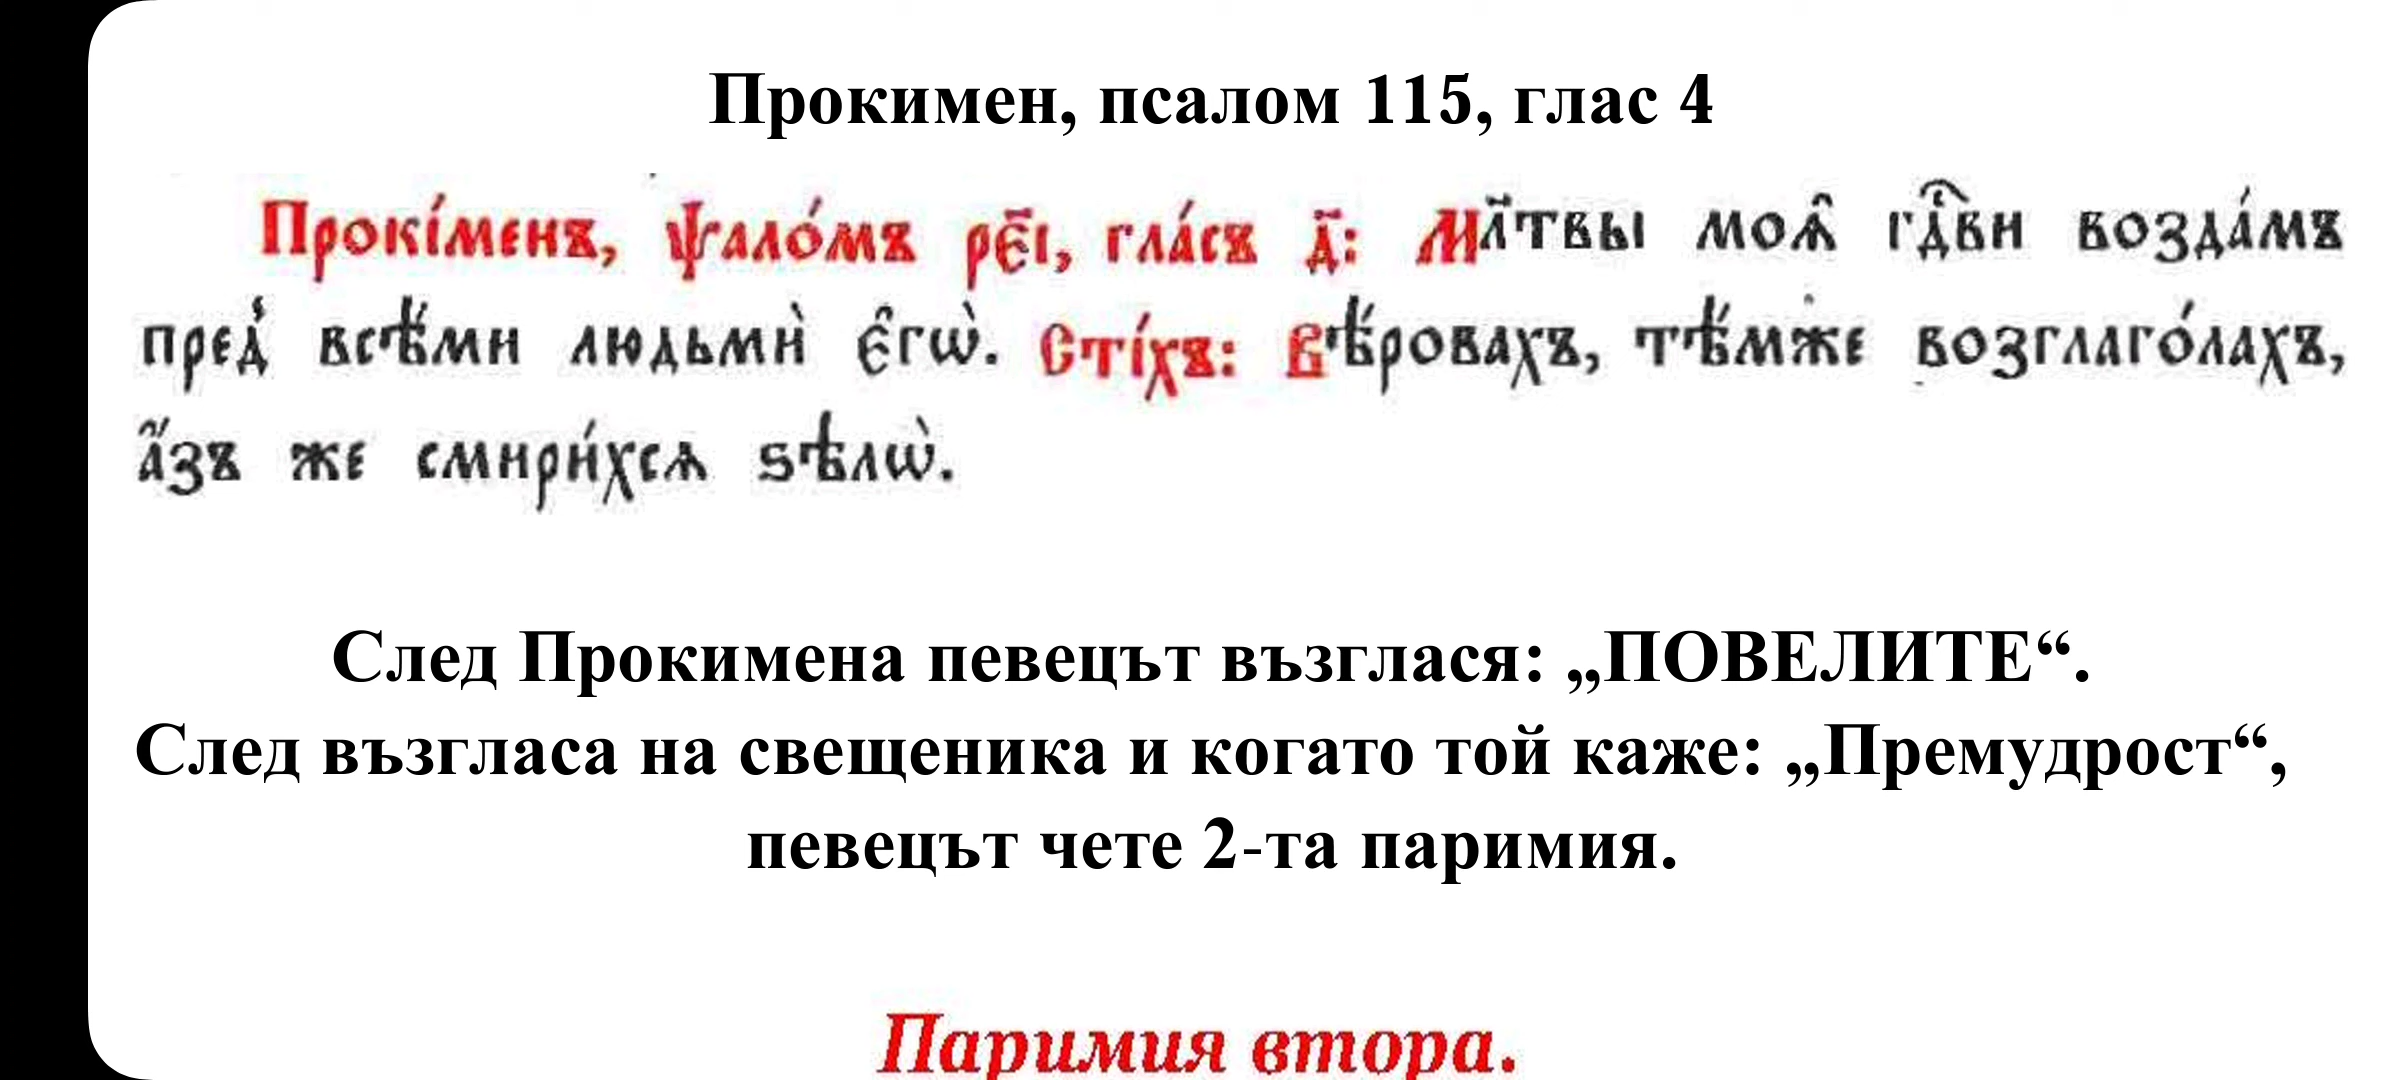 Прокимен, псалом 115, глас 4
Прокі́менъ, ѱало́мъ рє҃і, гла́съ д҃: Мл҃твы моѧ̑ гдⷭ҇ви возда́мъ
пред̾ всѣ́ми людьмѝ є҆гѡ̀. Сті́хъ: Вѣ́ровахъ, тѣ́мже возглаго́лахъ,
а҆́зъ же смири́хсѧ ѕѣлѡ̀.
След Прокимена певецът възглася: „ПОВЕЛИТЕ“.
След възгласа на свещеника и когато той каже: „Премудрост“,
певецът чете 2-та паримия.
Паримия втора.